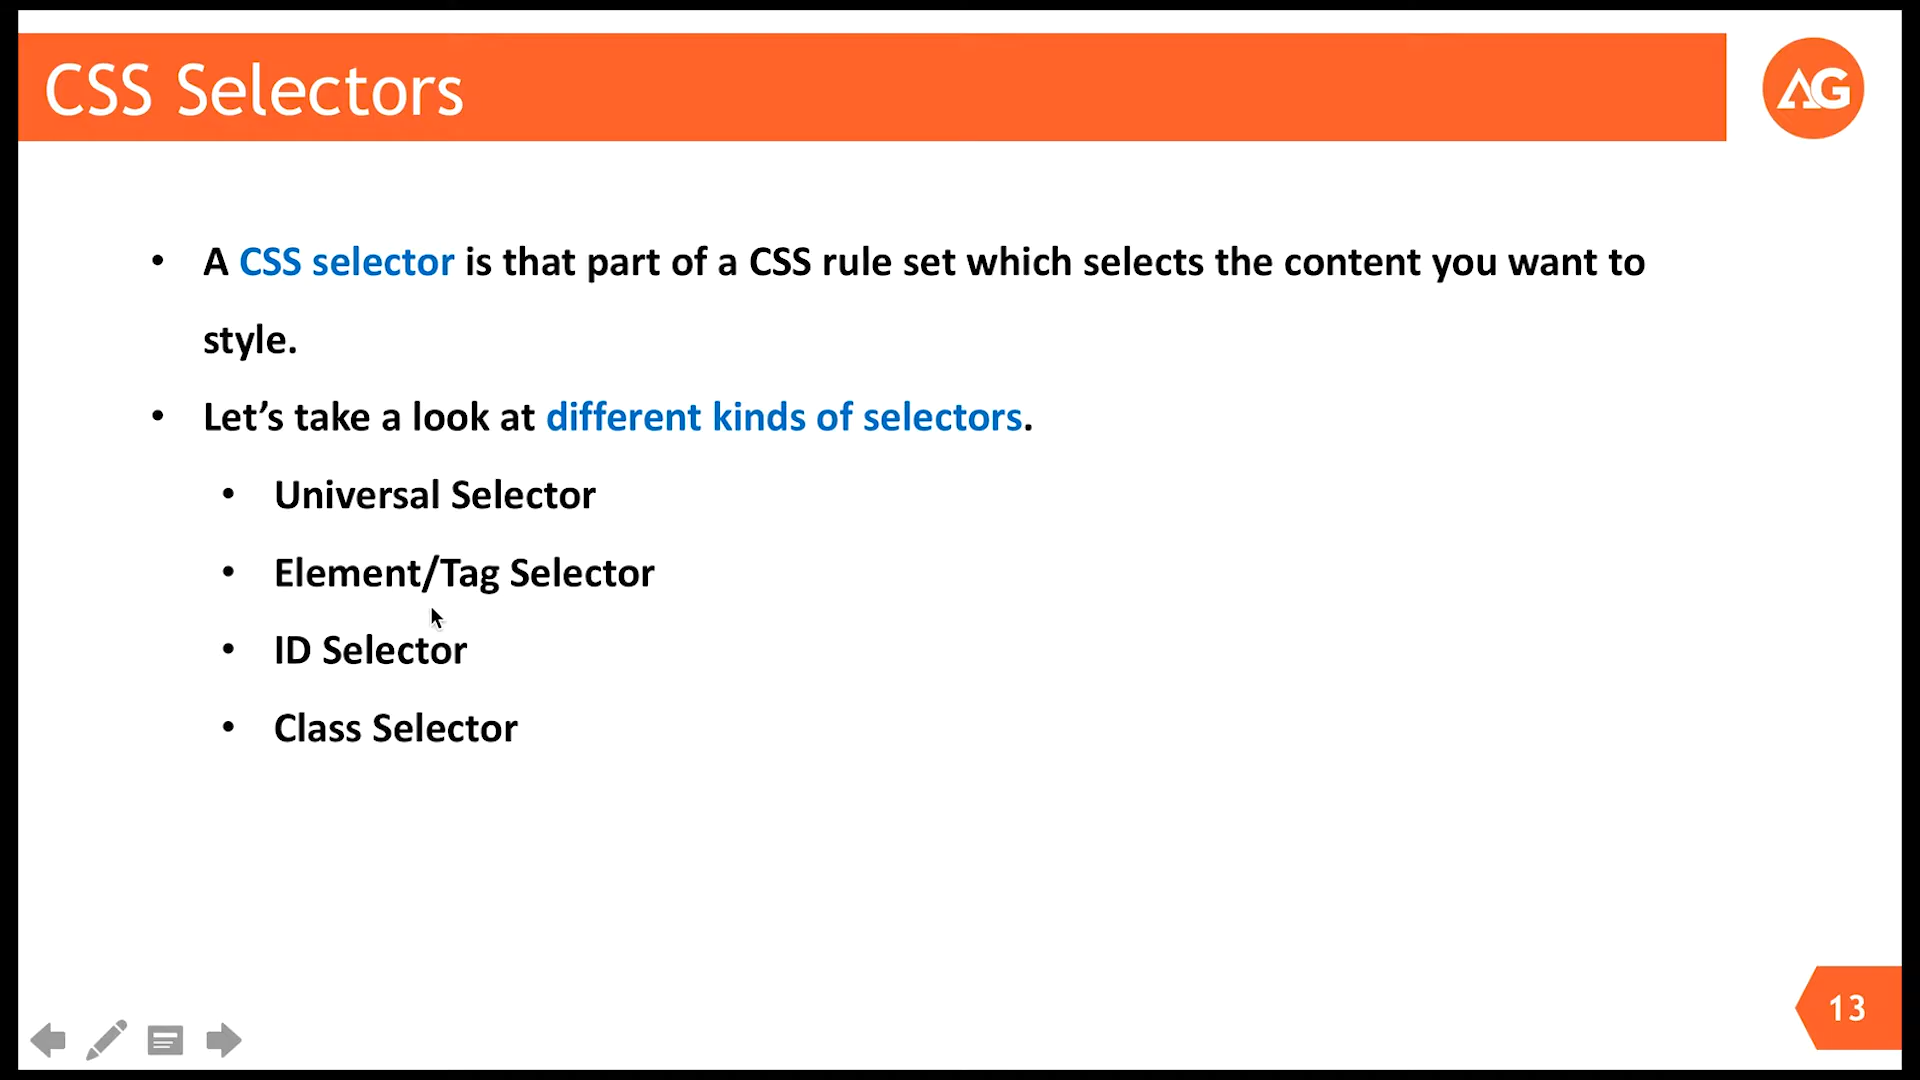 CSS Selectors
AG
• A CSS selector is that part of a CSS rule set which selects the content you want to
style.
• Let’s take a look at different kinds of selectors.
• Universal Selector
• Element/Tag Selector
• ID Selector
• Class Selector
13